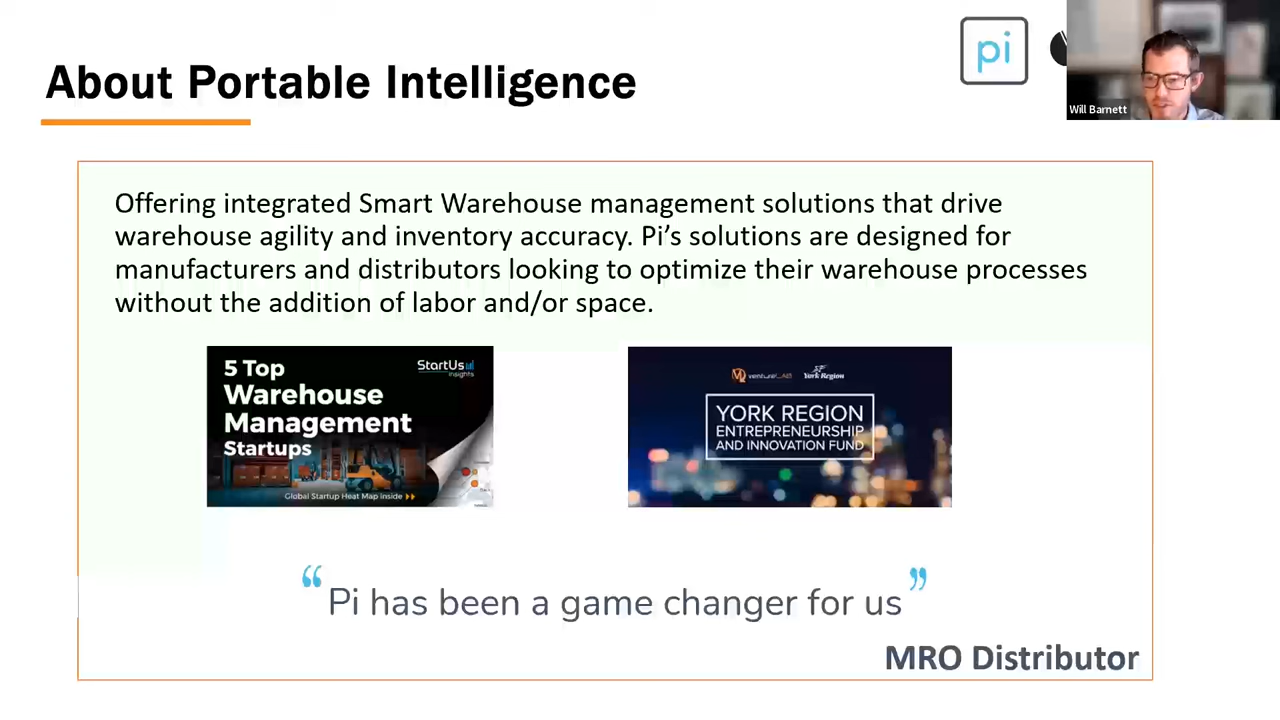 About Portable Intelligence
pi
Will Barnett
Offering integrated Smart Warehouse management solutions that drive
warehouse agility and inventory accuracy. Pi’s solutions are designed for
manufacturers and distributors looking to optimize their warehouse processes
without the addition of labor and/or space.
5 Top
Warehouse
Management
Startups
StartUs
insights
Global Startup Heat Map inside
ventureLAB
York Region
YORK REGION
ENTREPRENEURSHIP
AND INNOVATION FUND
“Pi has been a game changer for us”
MRO Distributor